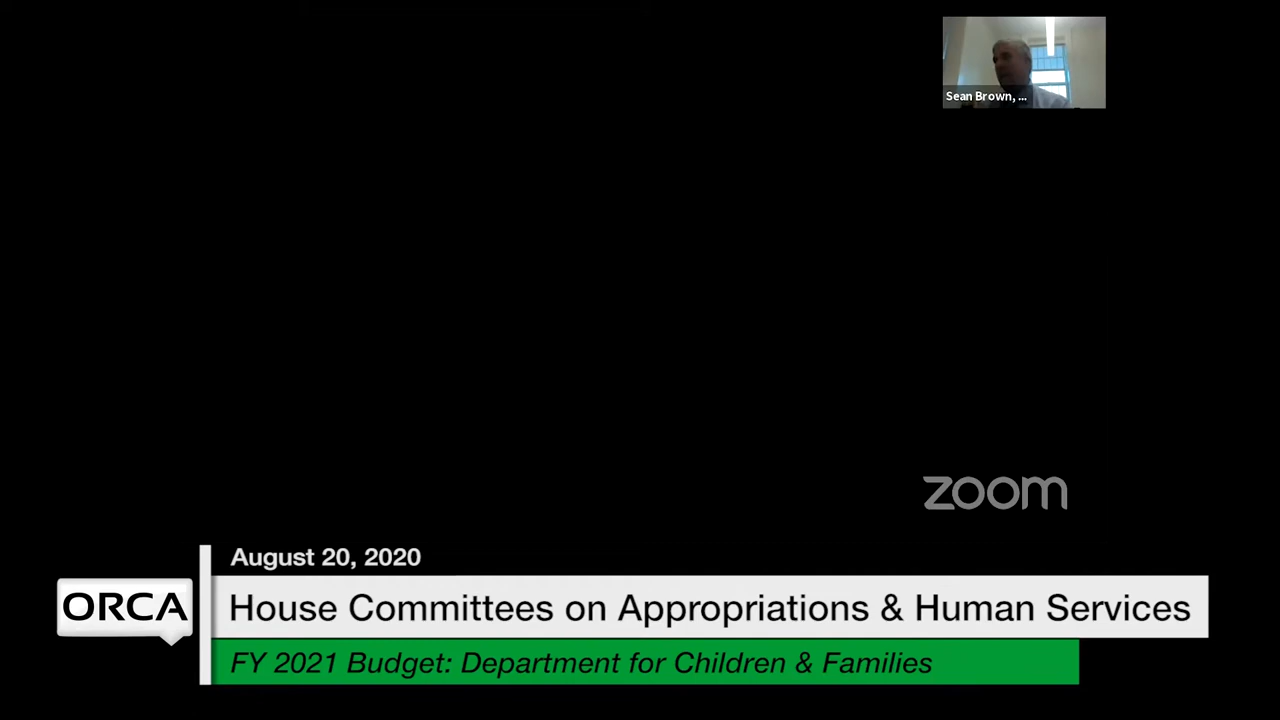 Sean Brown, ...
zoom
August 20, 2020
ORCA
House Committees on Appropriations & Human Services
FY 2021 Budget: Department for Children & Families